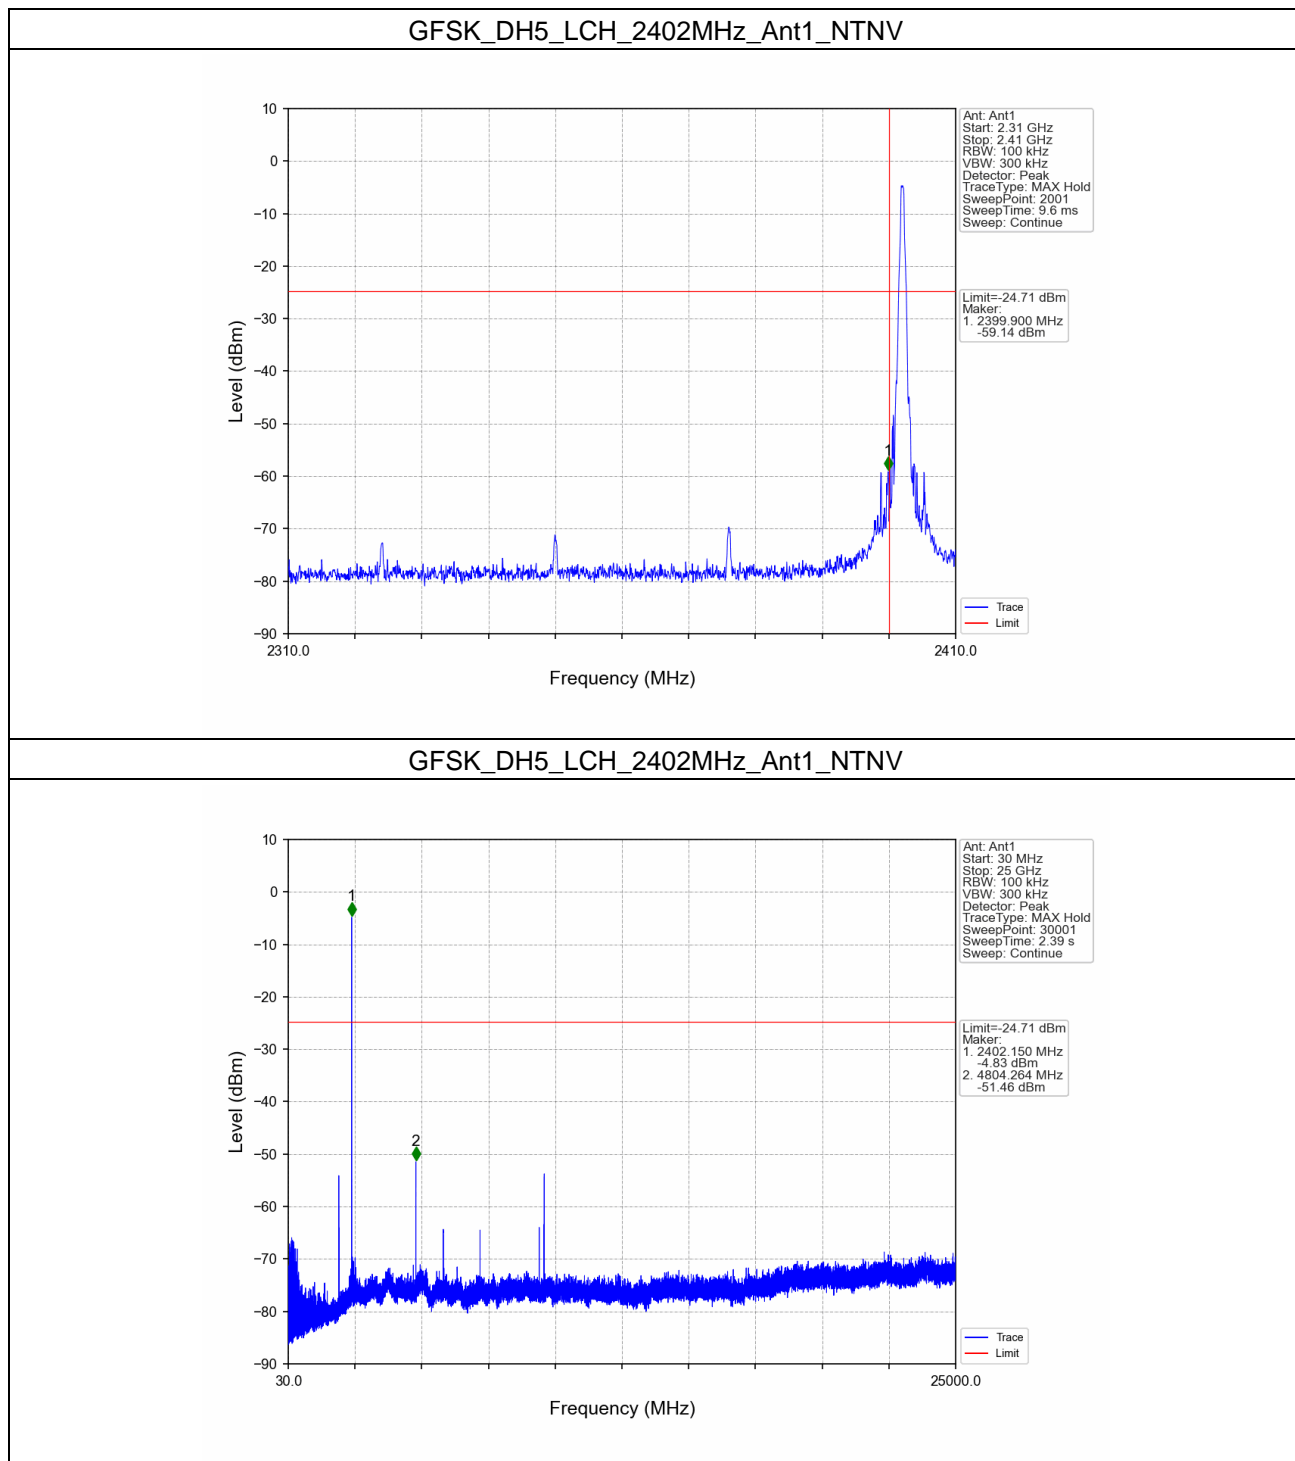 GFSK_DH5_LCH_2402MHz_Ant1_NTNV
10
0
−10
−20
−30
−40
−50
−60
−70
−80
−90
Level (dBm)
2310.0
2410.0
Frequency (MHz)
1
Ant: Ant1
Start: 2.31 GHz
Stop: 2.41 GHz
RBW: 100 kHz
VBW: 300 kHz
Detector: Peak
TraceType: MAX Hold
SweepPoint: 2001
SweepTime: 9.6 ms
Sweep: Continue
Limit=-24.71 dBm
Maker:
1. 2399.900 MHz
-59.14 dBm
Trace
Limit
GFSK_DH5_LCH_2402MHz_Ant1_NTNV
10
0
−10
−20
−30
−40
−50
−60
−70
−80
−90
Level (dBm)
30.0
25000.0
Frequency (MHz)
1
2
Ant: Ant1
Start: 30 MHz
Stop: 25 GHz
RBW: 100 kHz
VBW: 300 kHz
Detector: Peak
TraceType: MAX Hold
SweepPoint: 30001
SweepTime: 2.39 s
Sweep: Continue
Limit=-24.71 dBm
Maker:
1. 2402.150 MHz
-4.83 dBm
2. 4804.264 MHz
-51.46 dBm
Trace
Limit